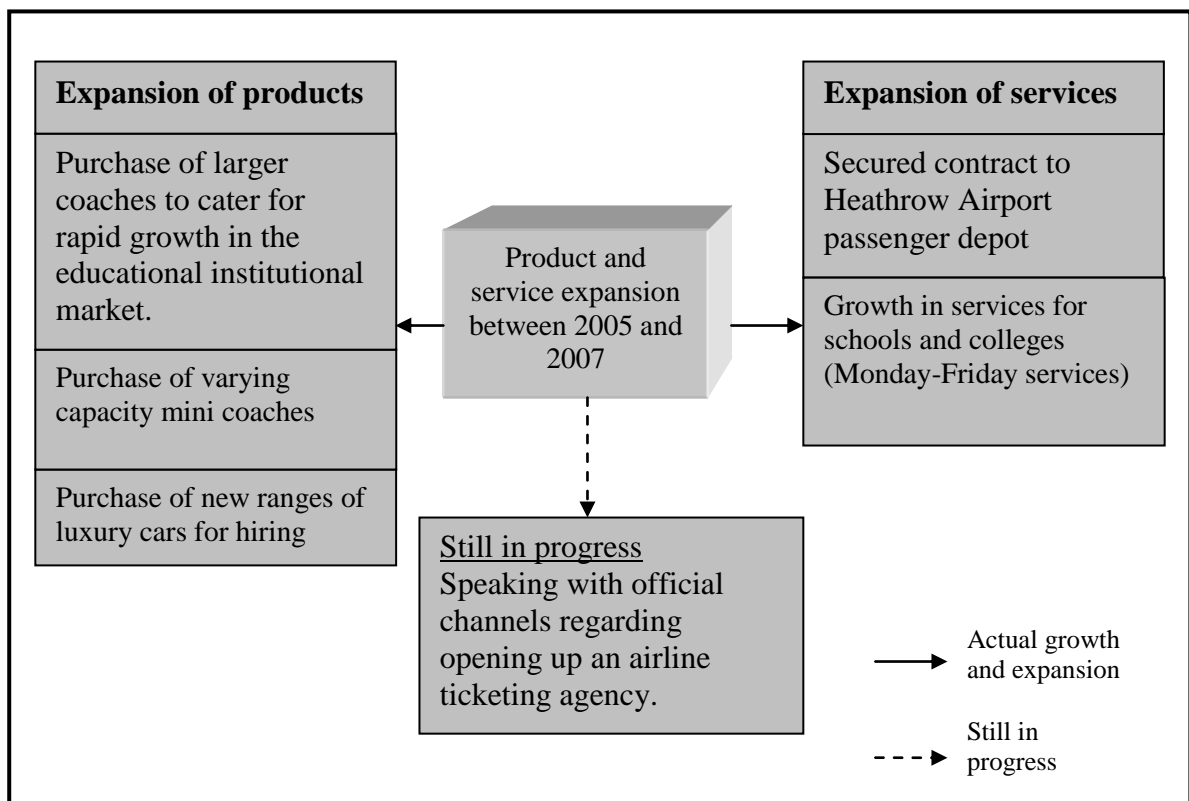 Expansion of products
Purchase of larger
coaches to cater for
rapid growth in the
educational institutional
market.
Purchase of varying
capacity mini coaches
Purchase of new ranges of
luxury cars for hiring
Product and
service expansion
between 2005 and
2007
Expansion of services
Secured contract to
Heathrow Airport
passenger depot
Growth in services for
schools and colleges
(Monday-Friday services)
Still in progress
Speaking with official
channels regarding
opening up an airline
ticketing agency.
Actual growth
and expansion
Still in
progress